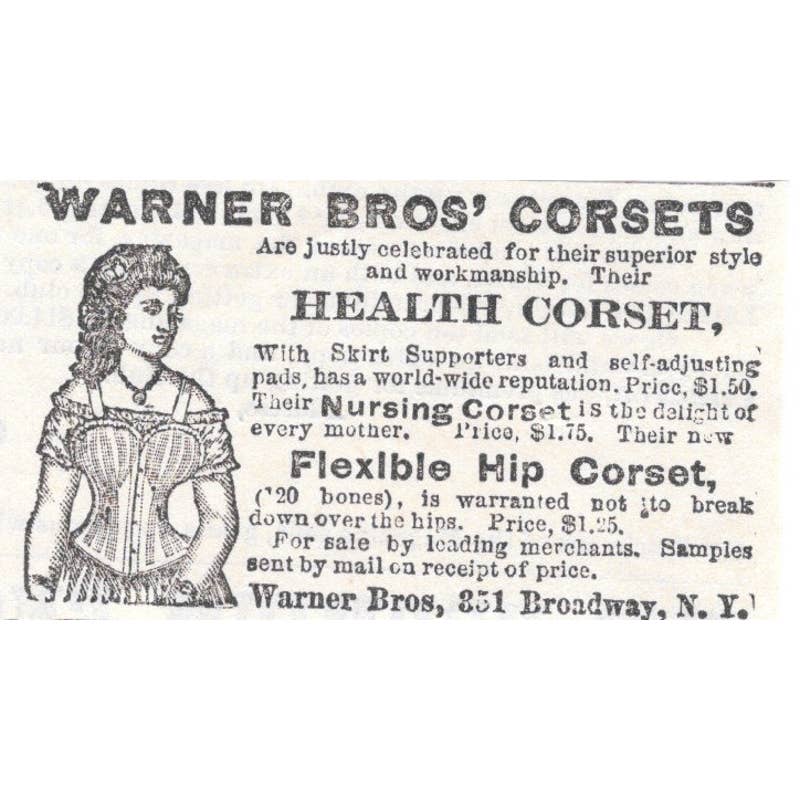 WARNER BROS' CORSETS
Are justly celebrated for their superior style
and workmanship. Their
HEALTH CORSET,
With Skirt Supporters and self-adjusting
pads, has a world-wide reputation. Price, $1.50.
Their Nursing Corset is the delight of
every mother. Price, $1.75. Their new
Flexible Hip Corset,
(120 bones), is warranted not to break
down over the hips. Price, $1.25.
For sale by leading merchants. Samples
sent by mail on receipt of price.
Warner Bros, 351 Broadway, N. Y.